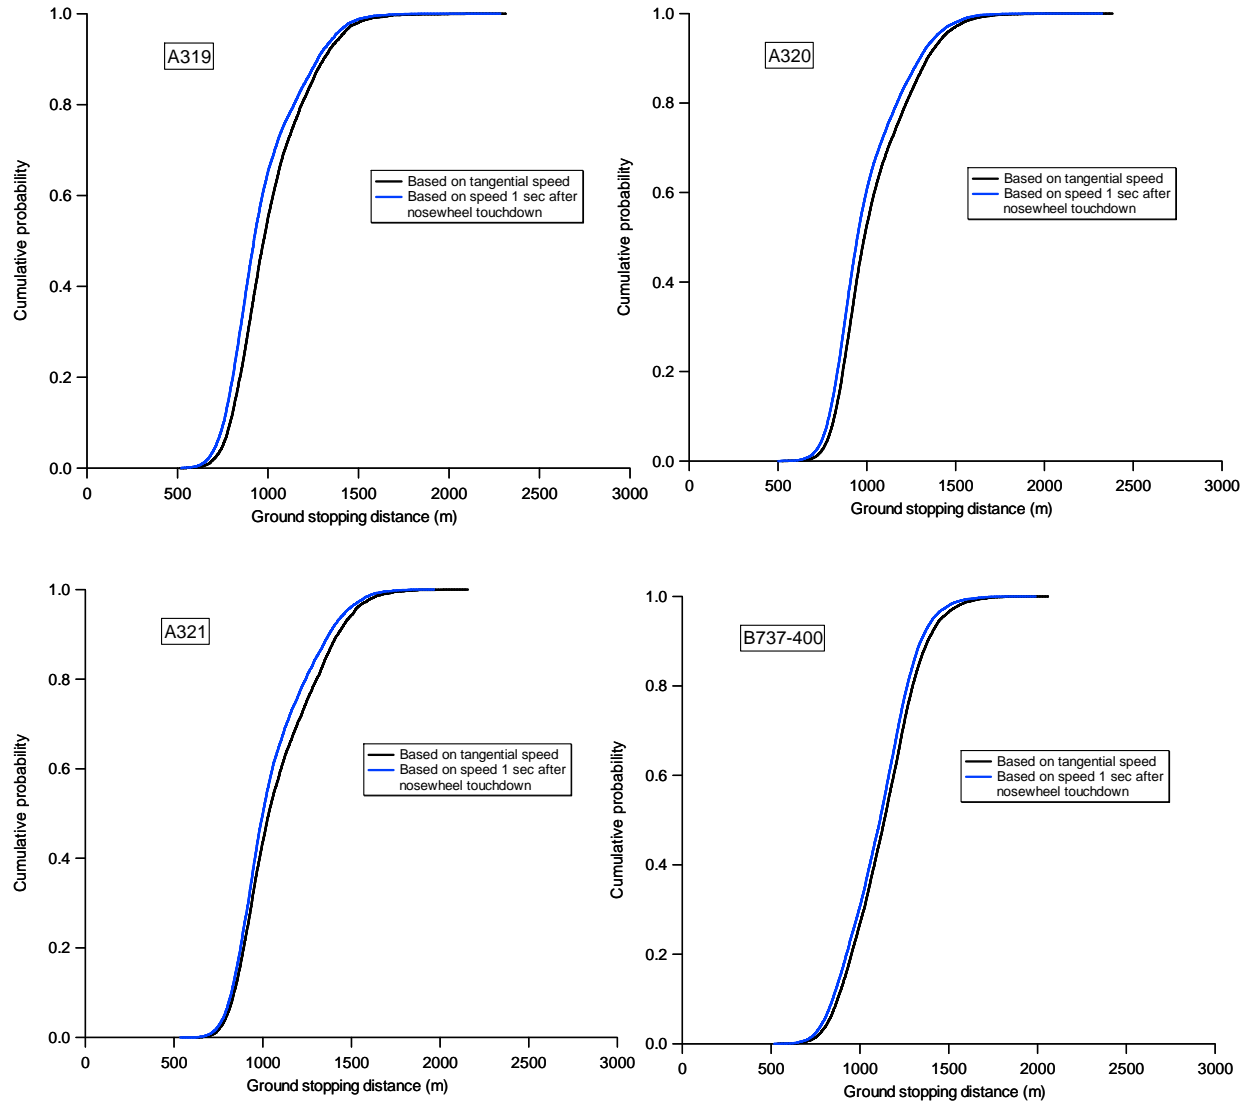 A319
Cumulative probability
1.0
0.8
0.6
0.4
0.2
0.0
Based on tangential speed
Based on speed 1 sec after
nosewheel touchdown
0 500 1000 1500 2000 2500 3000
Ground stopping distance (m)
A320
Cumulative probability
1.0
0.8
0.6
0.4
0.2
0.0
Based on tangential speed
Based on speed 1 sec after
nosewheel touchdown
0 500 1000 1500 2000 2500 3000
Ground stopping distance (m)
A321
Cumulative probability
1.0
0.8
0.6
0.4
0.2
0.0
Based on tangential speed
Based on speed 1 sec after
nosewheel touchdown
0 500 1000 1500 2000 2500 3000
Ground stopping distance (m)
B737-400
Cumulative probability
1.0
0.8
0.6
0.4
0.2
0.0
Based on tangential speed
Based on speed 1 sec after
nosewheel touchdown
0 500 1000 1500 2000 2500 3000
Ground stopping distance (m)